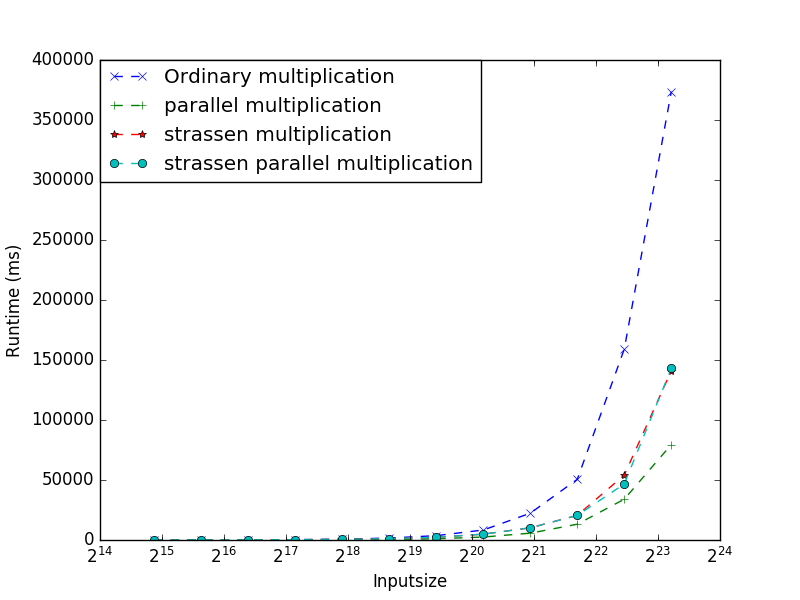 400000
350000
300000
250000
200000
150000
100000
50000
0
Runtime (ms)
Ordinary multiplication
parallel multiplication
strassen multiplication
strassen parallel multiplication
2^14 2^15 2^16 2^17 2^18 2^19 2^20 2^21 2^22 2^23 2^24
Inputsize